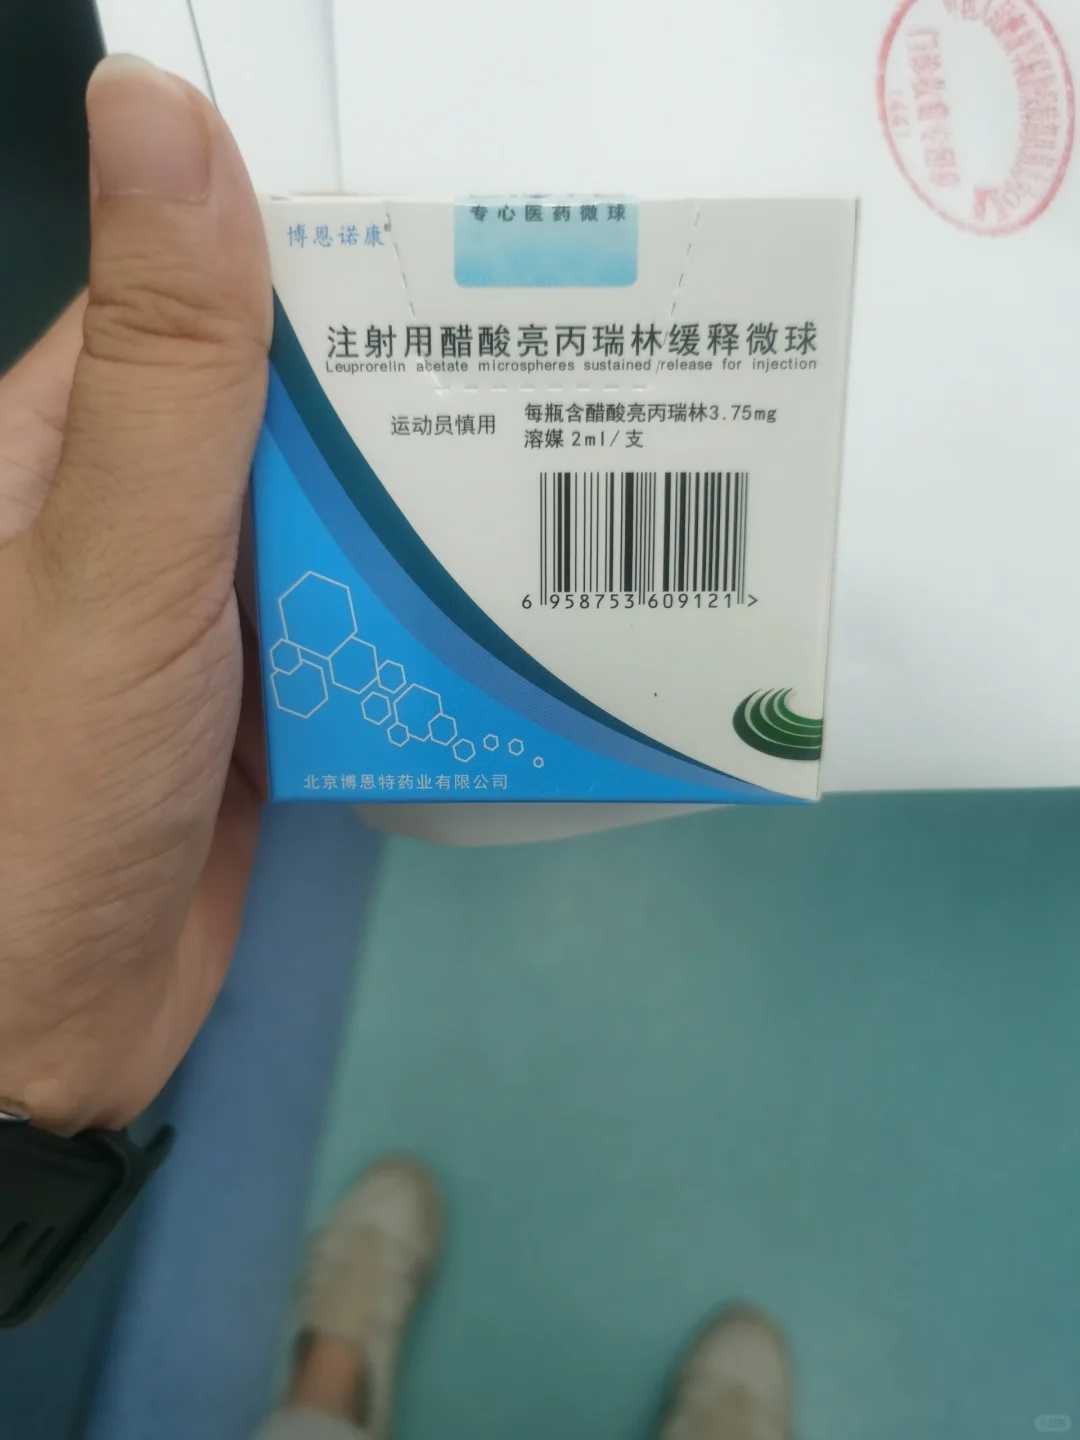 专心医药微球
博恩诺康®
注射用醋酸亮丙瑞林缓释微球
Leuprorelin acetate microspheres sustained release for injection
运动员慎用
每瓶含醋酸亮丙瑞林3.75mg
溶媒 2ml/支
6 958753 609121 >
北京博恩特药业有限公司